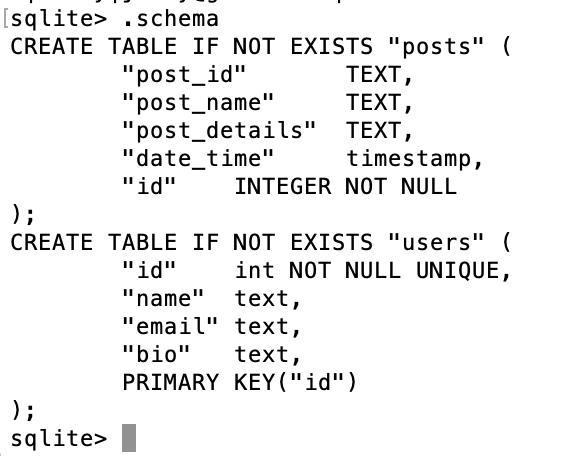 [sqlite> .schema
CREATE TABLE IF NOT EXISTS "posts" (
        "post_id"       TEXT,
        "post_name"     TEXT,
        "post_details"  TEXT,
        "date_time"     timestamp,
        "id"    INTEGER NOT NULL
);
CREATE TABLE IF NOT EXISTS "users" (
        "id"    int NOT NULL UNIQUE,
        "name"  text,
        "email" text,
        "bio"   text,
        PRIMARY KEY("id")
);
sqlite>